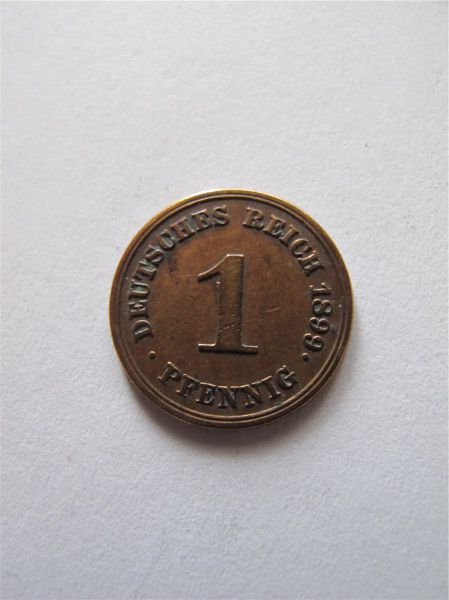 DEUTSCHES REICH 1899.
1
· PFENNIG ·